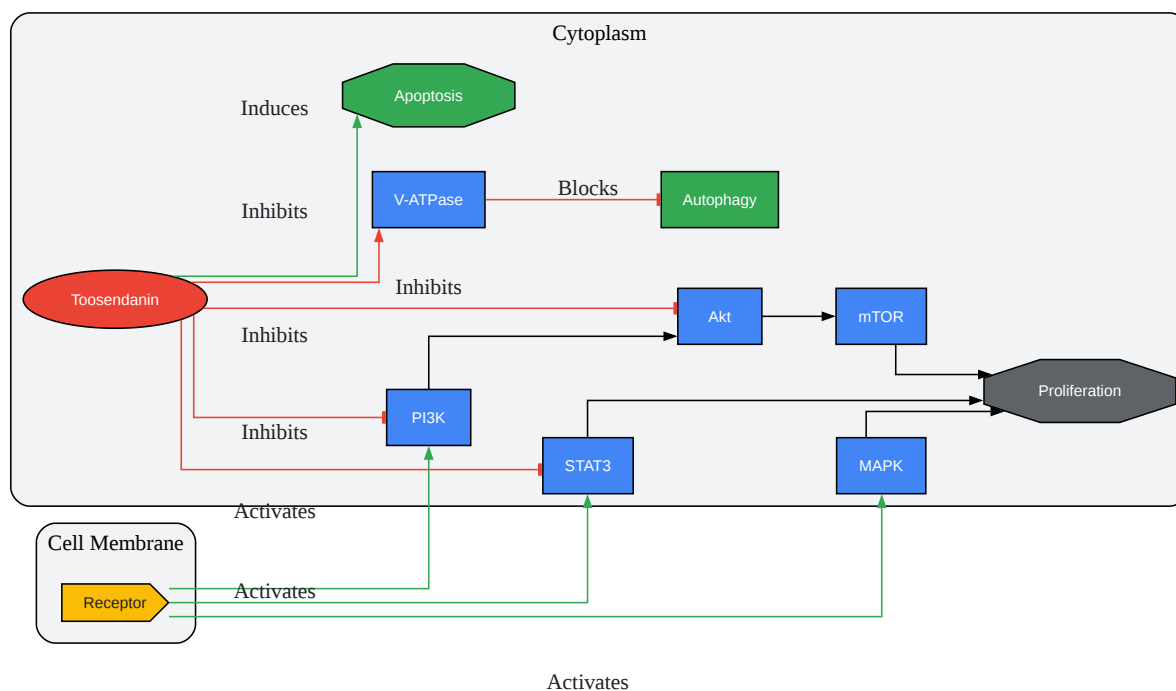 Cytoplasm
Apoptosis
Induces
V-ATPase
Blocks
Autophagy
Inhibits
Toosendanin
Inhibits
Akt
mTOR
Inhibits
Proliferation
PI3K
Inhibits
STAT3
MAPK
Activates
Cell Membrane
Activates
Receptor
Activates